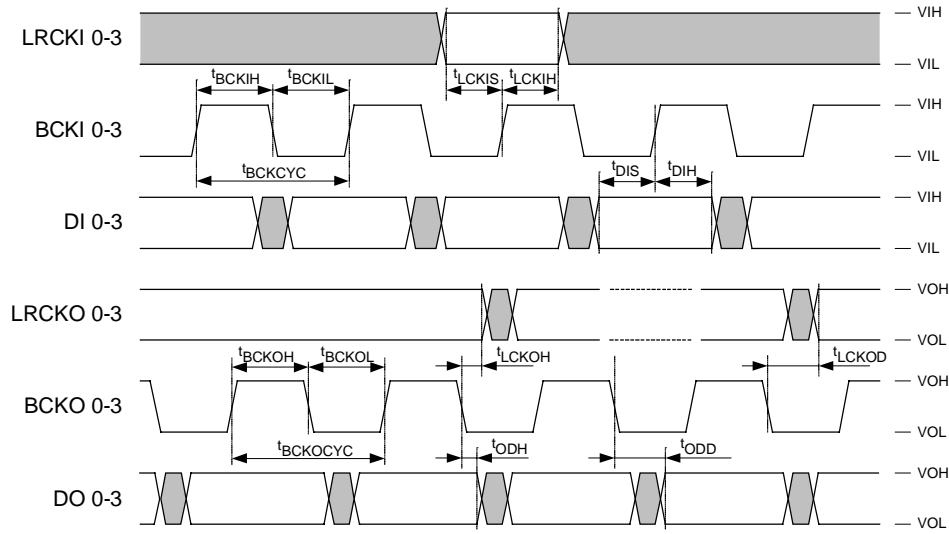 LRCKI 0-3
VIH
VIL
tBCKIH
tBCKIL
tLCKIS
tLCKIH
BCKI 0-3
VIH
VIL
tBCKCYC
tDIS
tDIH
DI 0-3
VIH
VIL
LRCKO 0-3
VOH
VOL
tBCKOH
tBCKOL
tLCKOH
tLCKOD
BCKO 0-3
VOH
VOL
tBCKOCYC
tODH
tODD
DO 0-3
VOH
VOL